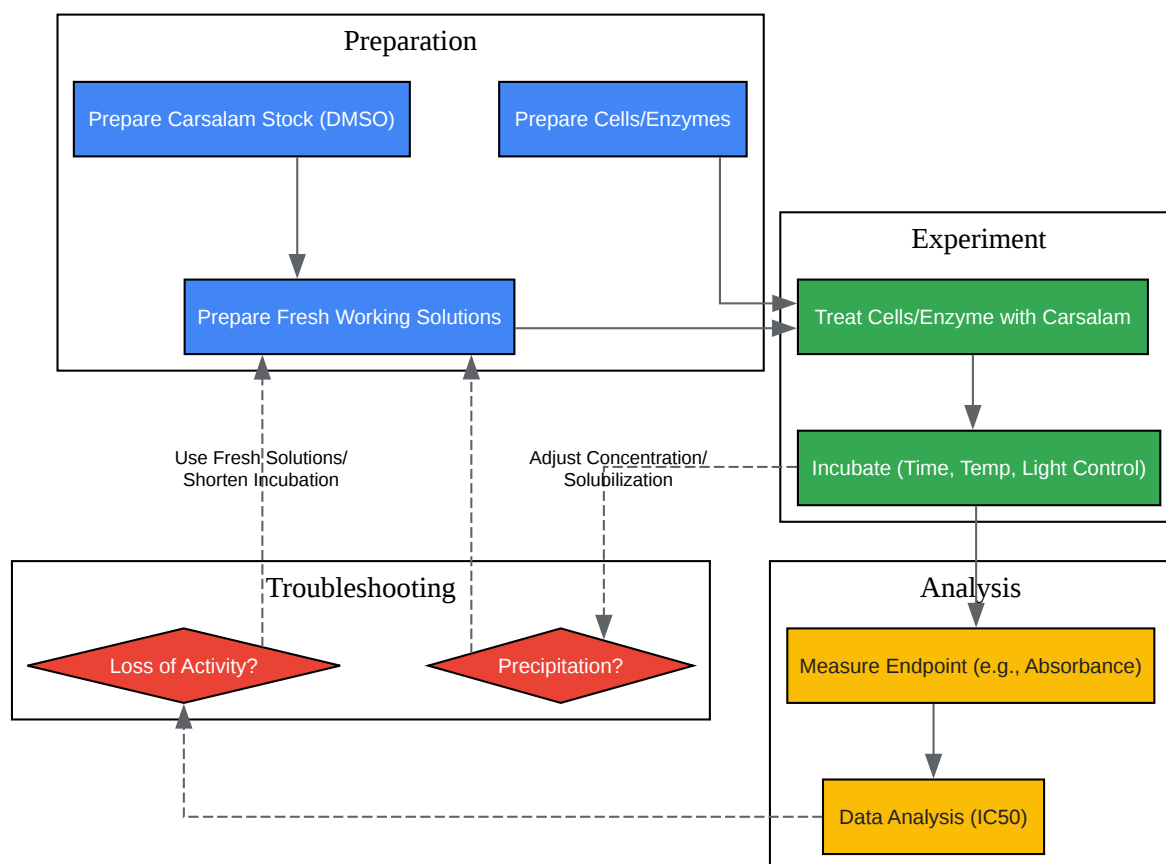 Preparation
Prepare Carsalam Stock (DMSO)
Prepare Cells/Enzymes
Prepare Fresh Working Solutions
Experiment
Treat Cells/Enzyme with Carsalam
Incubate (Time, Temp, Light Control)
Use Fresh Solutions/
Shorten Incubation
Adjust Concentration/
Solubilization
Troubleshooting
Loss of Activity?
Precipitation?
Analysis
Measure Endpoint (e.g., Absorbance)
Data Analysis (IC50)